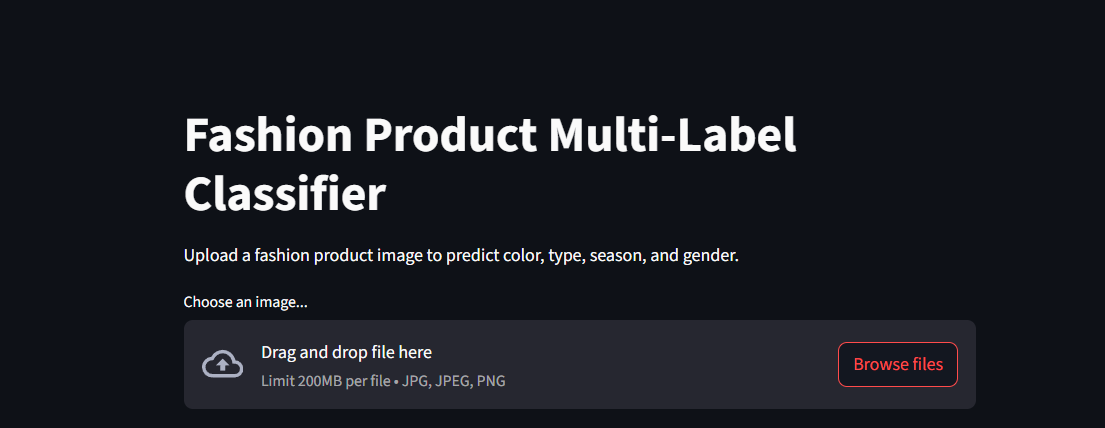 Fashion Product Multi-Label
Classifier
Upload a fashion product image to predict color, type, season, and gender.
Choose an image...
Drag and drop file here
Limit 200MB per file • JPG, JPEG, PNG
Browse files